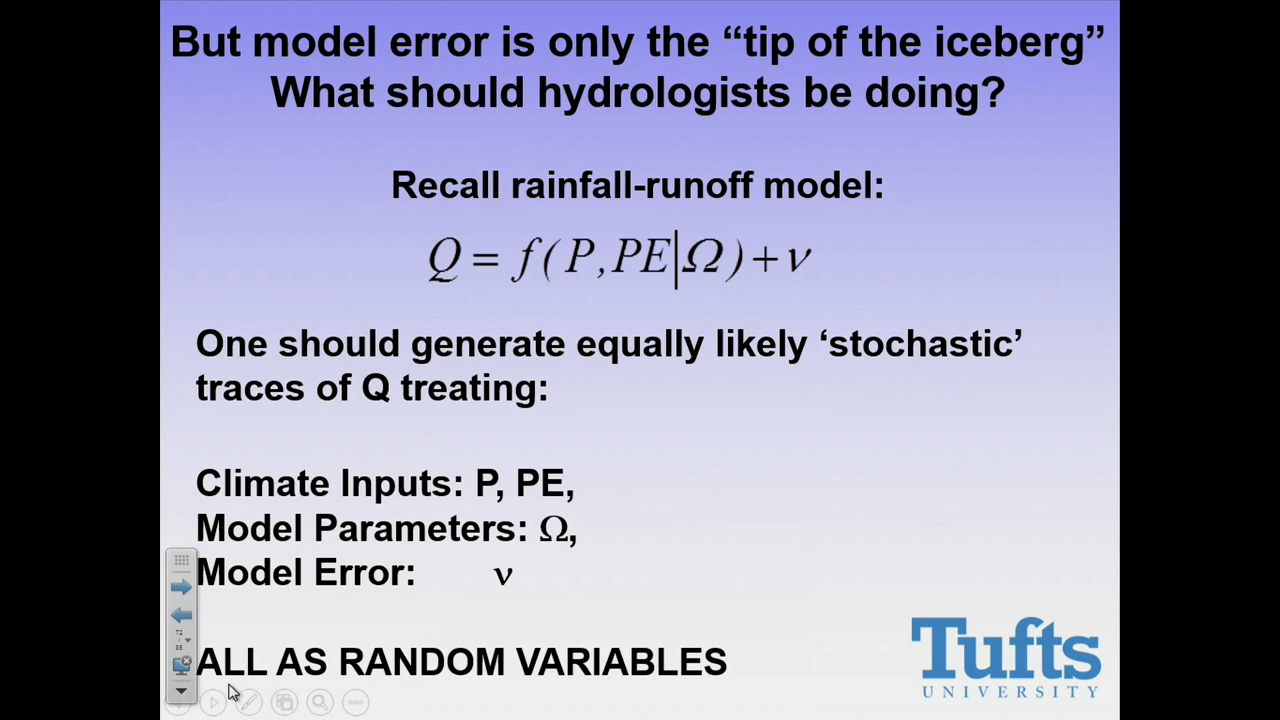 But model error is only the “tip of the iceberg”
What should hydrologists be doing?
Recall rainfall-runoff model:
Q = f(P,PE|Ω)+ν
One should generate equally likely ‘stochastic’
traces of Q treating:
Climate Inputs: P, PE,
Model Parameters: Ω,
Model Error: ν
ALL AS RANDOM VARIABLES
Tufts
UNIVERSITY